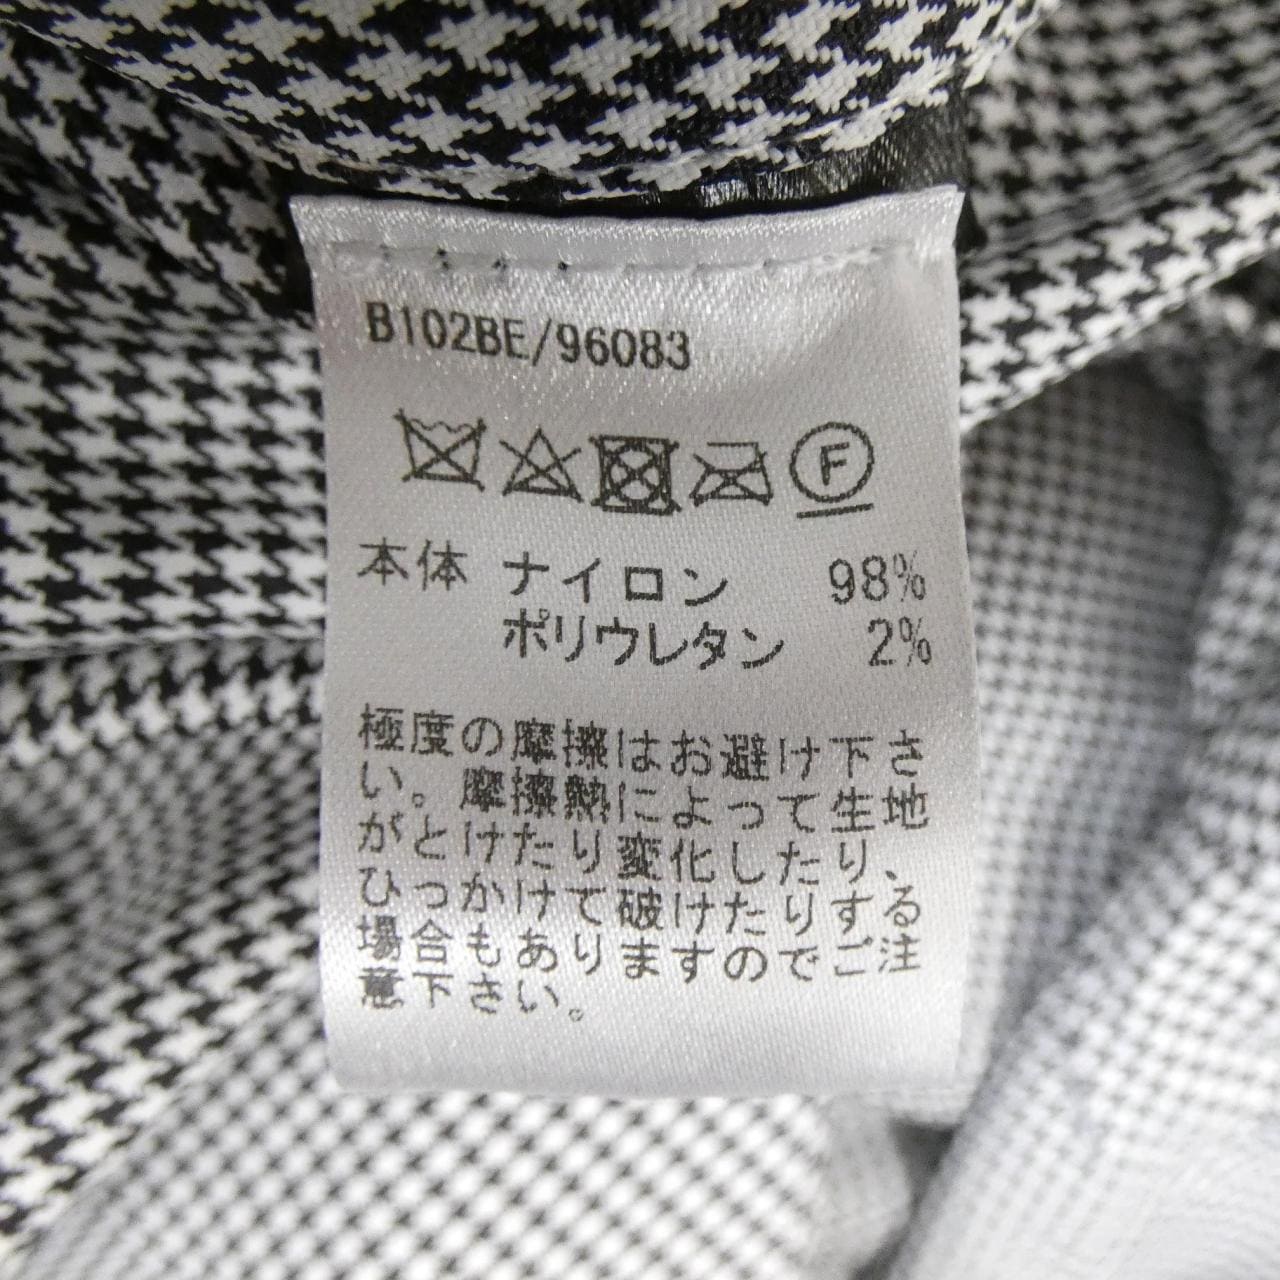 B102BE/96083
F
本体 ナイロン 98%
ポリウレタン 2%
極度の摩擦はお避け下さ
い。摩擦熱によって生地
がとけたり変化したり、
ひっかけて破けたりする
場合もありますのでご注
意下さい。